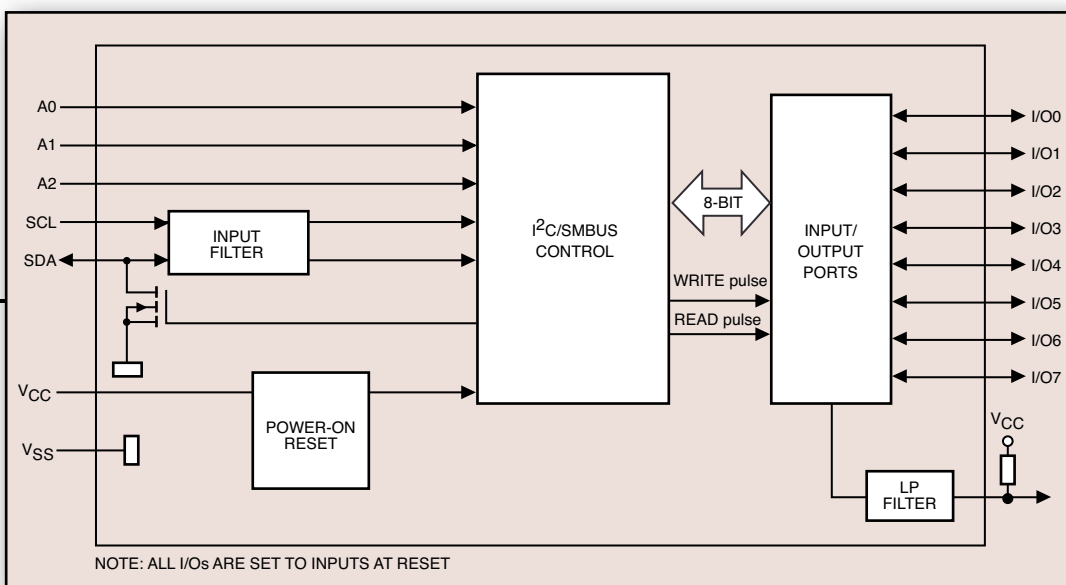 A0
A1
A2
SCL
SDA
INPUT
FILTER
I²C/SMBUS
CONTROL
8-BIT
WRITE pulse
READ pulse
INPUT/
OUTPUT
PORTS
I/O0
I/O1
I/O2
I/O3
I/O4
I/O5
I/O6
I/O7
VCC
VSS
POWER-ON
RESET
VCC
LP
FILTER
NOTE: ALL I/Os ARE SET TO INPUTS AT RESET